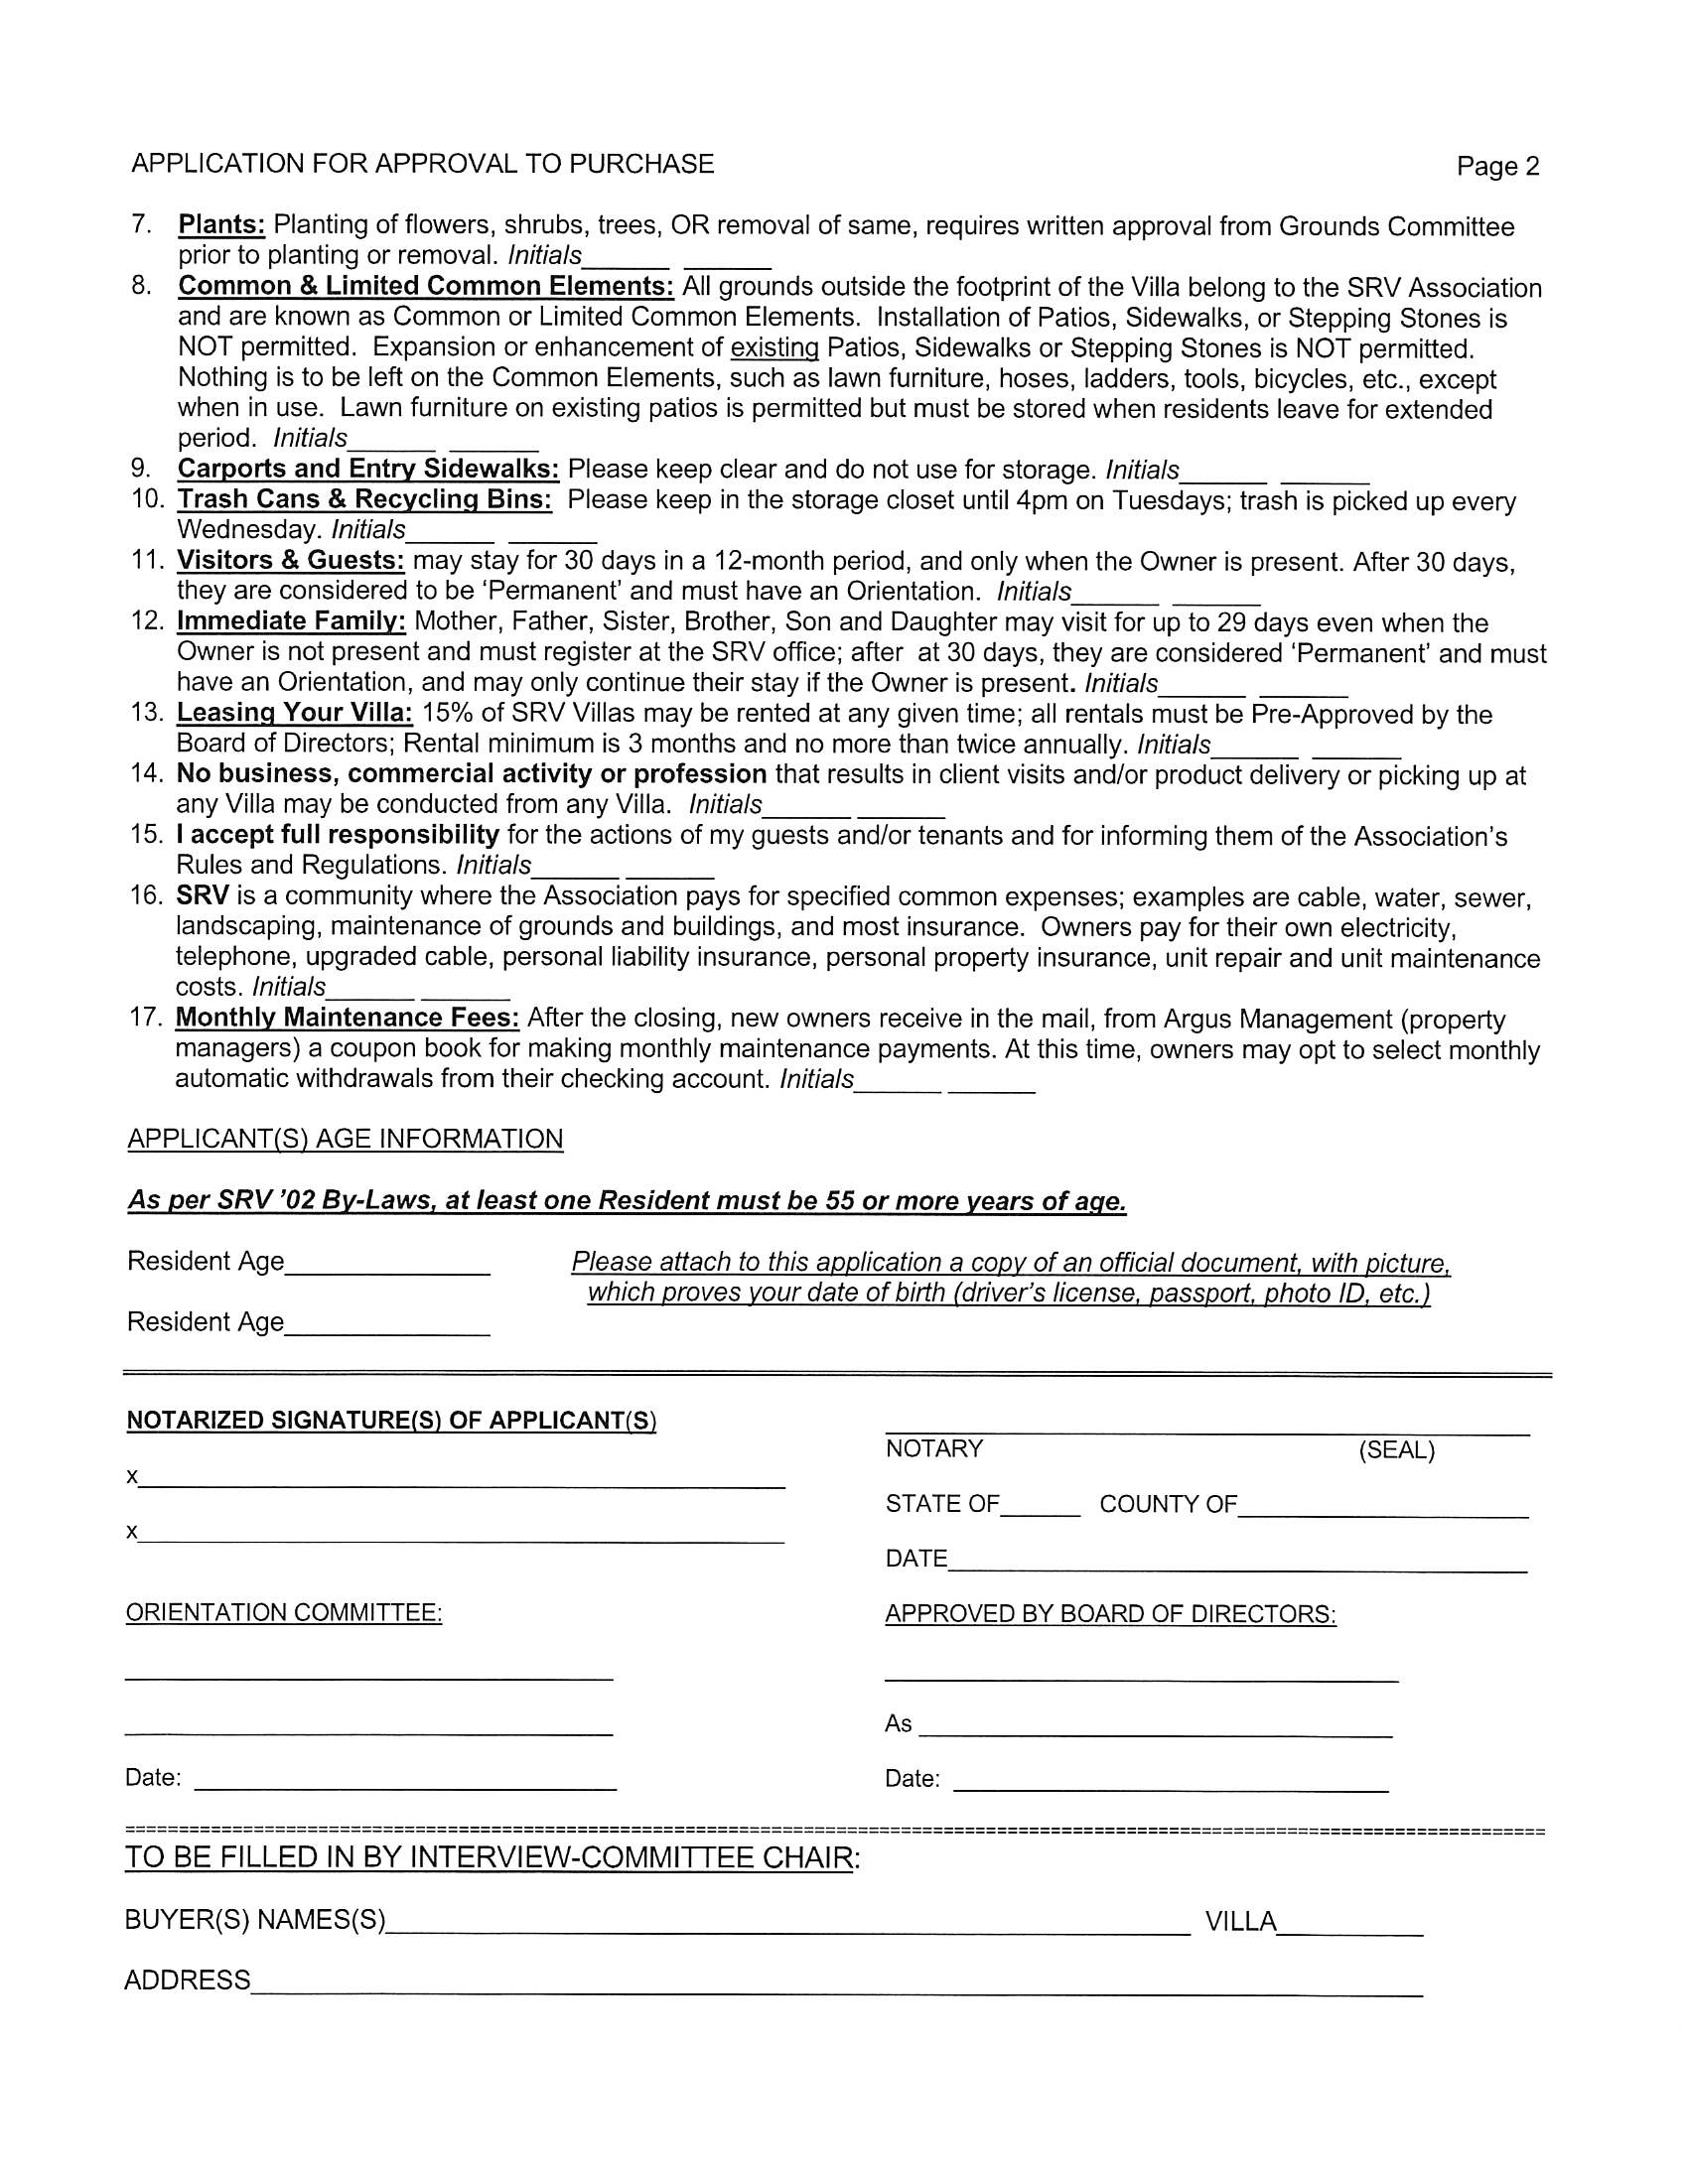 APPLICATION FOR APPROVAL TO PURCHASE Page 2
7. Plants: Planting of flowers, shrubs, trees, OR removal of same, requires written approval from Grounds Committee
prior to planting or removal. Initials______ ______
8. Common & Limited Common Elements: All grounds outside the footprint of the Villa belong to the SRV Association
and are known as Common or Limited Common Elements. Installation of Patios, Sidewalks, or Stepping Stones is
NOT permitted. Expansion or enhancement of existing Patios, Sidewalks or Stepping Stones is NOT permitted.
Nothing is to be left on the Common Elements, such as lawn furniture, hoses, ladders, tools, bicycles, etc., except
when in use. Lawn furniture on existing patios is permitted but must be stored when residents leave for extended
period. Initials______ ______
9. Carports and Entry Sidewalks: Please keep clear and do not use for storage. Initials______ ______
10. Trash Cans & Recycling Bins: Please keep in the storage closet until 4pm on Tuesdays; trash is picked up every
Wednesday. Initials______ ______
11. Visitors & Guests: may stay for 30 days in a 12-month period, and only when the Owner is present. After 30 days,
they are considered to be ‘Permanent’ and must have an Orientation. Initials______ ______
12. Immediate Family: Mother, Father, Sister, Brother, Son and Daughter may visit for up to 29 days even when the
Owner is not present and must register at the SRV office; after at 30 days, they are considered ‘Permanent’ and must
have an Orientation, and may only continue their stay if the Owner is present. Initials______ ______
13. Leasing Your Villa: 15% of SRV Villas may be rented at any given time; all rentals must be Pre-Approved by the
Board of Directors; Rental minimum is 3 months and no more than twice annually. Initials______ ______
14. No business, commercial activity or profession that results in client visits and/or product delivery or picking up at
any Villa may be conducted from any Villa. Initials______ ______
15. I accept full responsibility for the actions of my guests and/or tenants and for informing them of the Association’s
Rules and Regulations. Initials______ ______
16. SRV is a community where the Association pays for specified common expenses; examples are cable, water, sewer,
landscaping, maintenance of grounds and buildings, and most insurance. Owners pay for their own electricity,
telephone, upgraded cable, personal liability insurance, personal property insurance, unit repair and unit maintenance
costs. Initials______ ______
17. Monthly Maintenance Fees: After the closing, new owners receive in the mail, from Argus Management (property
managers) a coupon book for making monthly maintenance payments. At this time, owners may opt to select monthly
automatic withdrawals from their checking account. Initials______ ______
APPLICANT(S) AGE INFORMATION
As per SRV ’02 By-Laws, at least one Resident must be 55 or more years of age.
Resident Age______________ Please attach to this application a copy of an official document, with picture,
which proves your date of birth (driver’s license, passport, photo ID, etc.)
Resident Age______________
NOTARIZED SIGNATURE(S) OF APPLICANT(S)
NOTARY (SEAL)
x______________
STATE OF______ COUNTY OF______________
x______________
DATE______________
ORIENTATION COMMITTEE: APPROVED BY BOARD OF DIRECTORS:
As ______________
Date: ______________ Date: ______________
TO BE FILLED IN BY INTERVIEW-COMMITTEE CHAIR:
BUYER(S) NAMES(S)______________ VILLA__________
ADDRESS______________